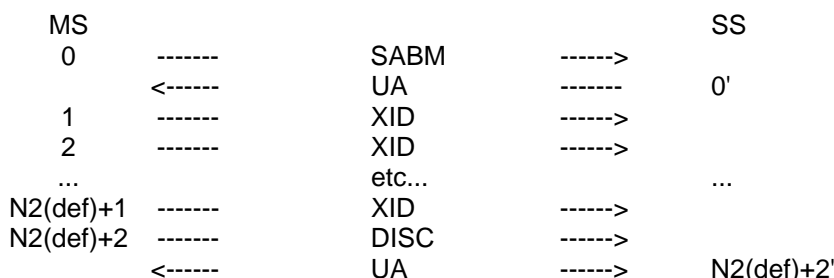 MS SS
0 ------- SABM ------>
<------ UA ------- 0'
1 ------- XID ------>
2 ------- XID ------>
... etc... ...
N2(def)+1 ------- XID ------>
N2(def)+2 ------- DISC ------>
<------ UA ------> N2(def)+2'